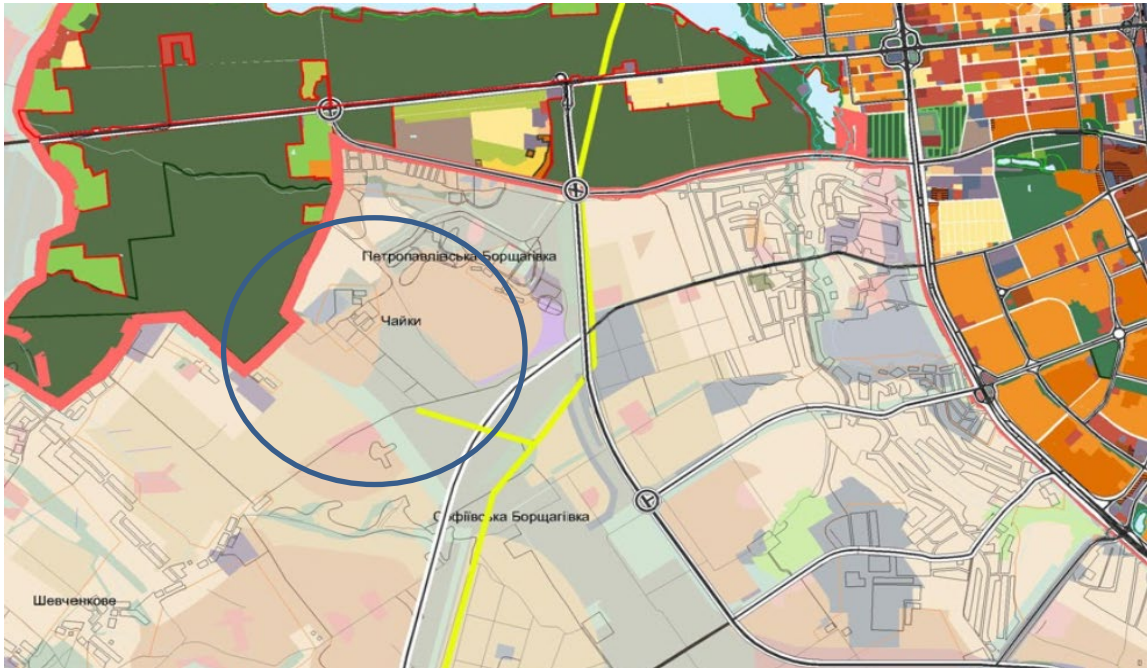 Петропавлівська Борщагівка
Чайки
Софіївська Борщагівка
Шевченкове